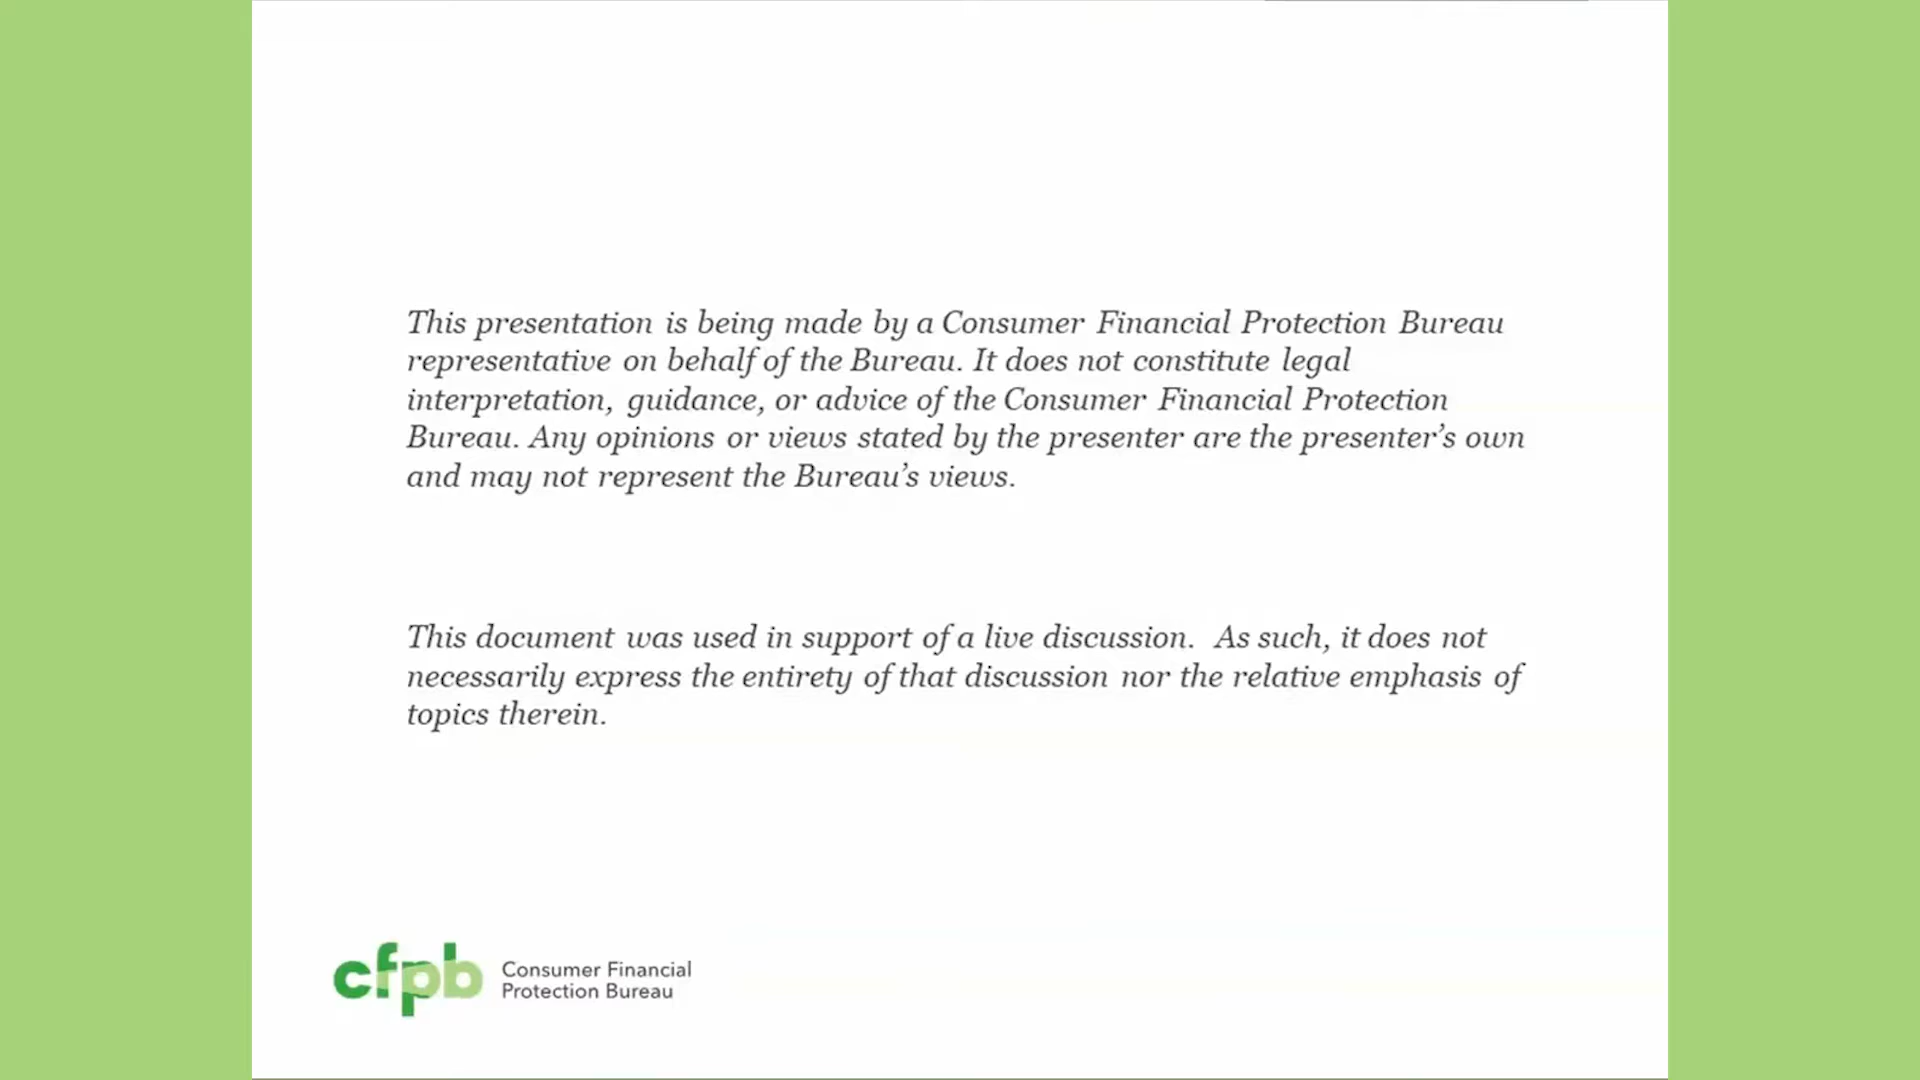 This presentation is being made by a Consumer Financial Protection Bureau
representative on behalf of the Bureau. It does not constitute legal
interpretation, guidance, or advice of the Consumer Financial Protection
Bureau. Any opinions or views stated by the presenter are the presenter’s own
and may not represent the Bureau’s views.
This document was used in support of a live discussion.  As such, it does not
necessarily express the entirety of that discussion nor the relative emphasis of
topics therein.
cfpb
Consumer Financial
Protection Bureau